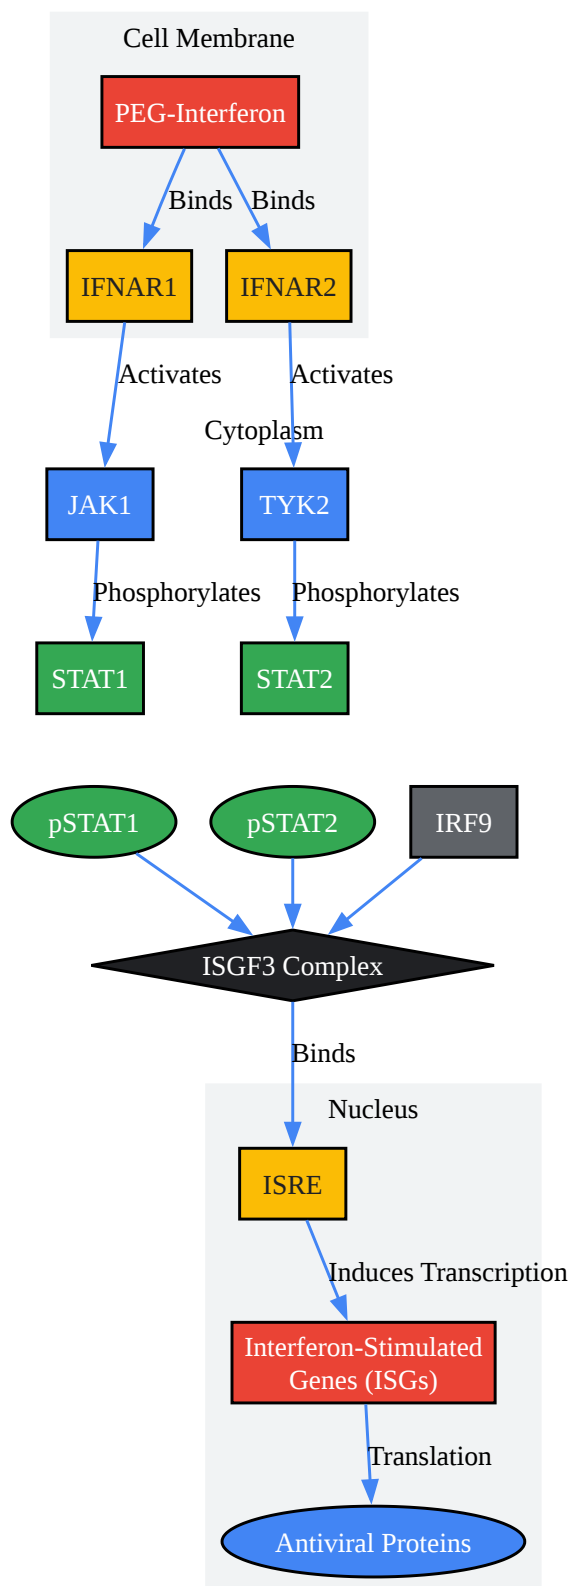 Cell Membrane
PEG-Interferon
Binds
Binds
IFNAR1
IFNAR2
Activates
Activates
Cytoplasm
JAK1
TYK2
Phosphorylates
Phosphorylates
STAT1
STAT2
pSTAT1
pSTAT2
IRF9
ISGF3 Complex
Binds
Nucleus
ISRE
Induces Transcription
Interferon-Stimulated
Genes (ISGs)
Translation
Antiviral Proteins